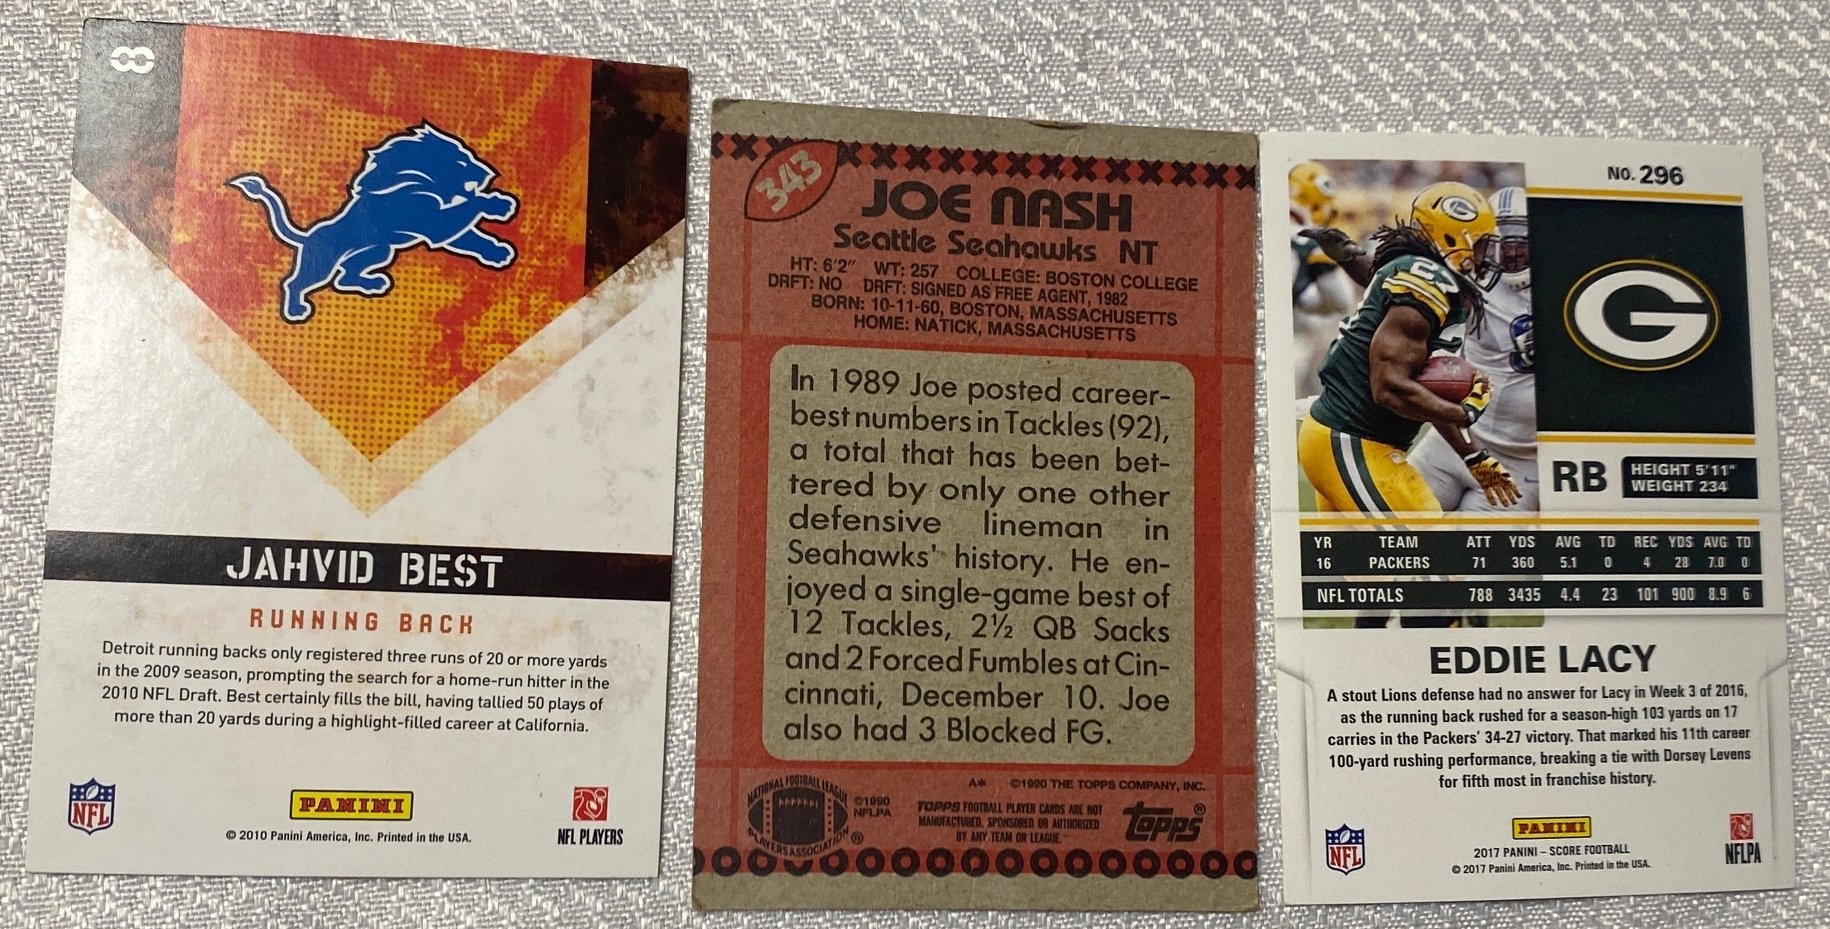 8
JAHVID BEST
RUNNING BACK
Detroit running backs only registered three runs of 20 or more yards
in the 2009 season, prompting the search for a home-run hitter in the
2010 NFL Draft. Best certainly fills the bill, having tallied 50 plays of
more than 20 yards during a highlight-filled career at California.
NFL
PANINI
© 2010 Panini America, Inc. Printed in the USA.
NFL PLAYERS
343
JOE NASH
Seattle Seahawks NT
HT: 6'2" WT: 257 COLLEGE: BOSTON COLLEGE
DRFT: NO DRFT: SIGNED AS FREE AGENT, 1982
BORN: 10-11-60, BOSTON, MASSACHUSETTS
HOME: NATICK, MASSACHUSETTS
In 1989 Joe posted career-
best numbers in Tackles (92),
a total that has been bet-
tered by only one other
defensive lineman in
Seahawks' history. He en-
joyed a single-game best of
12 Tackles, 2½ QB Sacks
and 2 Forced Fumbles at Cin-
cinnati, December 10. Joe
also had 3 Blocked FG.
A* ©1990 THE TOPPS COMPANY, INC.
NATIONAL FOOTBALL LEAGUE
PLAYERS ASSOCIATION ®
©1990
NFLPA
TOPPS FOOTBALL PLAYER CARDS ARE NOT
MANUFACTURED, SPONSORED OR AUTHORIZED
BY ANY TEAM OR LEAGUE.
topps®
NO. 296
G
27
RB
HEIGHT 5'11"
WEIGHT 234
YR TEAM ATT YDS AVG TD REC YDS AVG TD
16 PACKERS 71 360 5.1 0 4 28 7.0 0
NFL TOTALS 788 3435 4.4 23 101 900 8.9 6
EDDIE LACY
A stout Lions defense had no answer for Lacy in Week 3 of 2016,
as the running back rushed for a season-high 103 yards on 17
carries in the Packers' 34-27 victory. That marked his 11th career
100-yard rushing performance, breaking a tie with Dorsey Levens
for fifth most in franchise history.
NFL
PANINI
2017 PANINI – SCORE FOOTBALL
© 2017 Panini America, Inc. Printed in the USA.
NFLPA